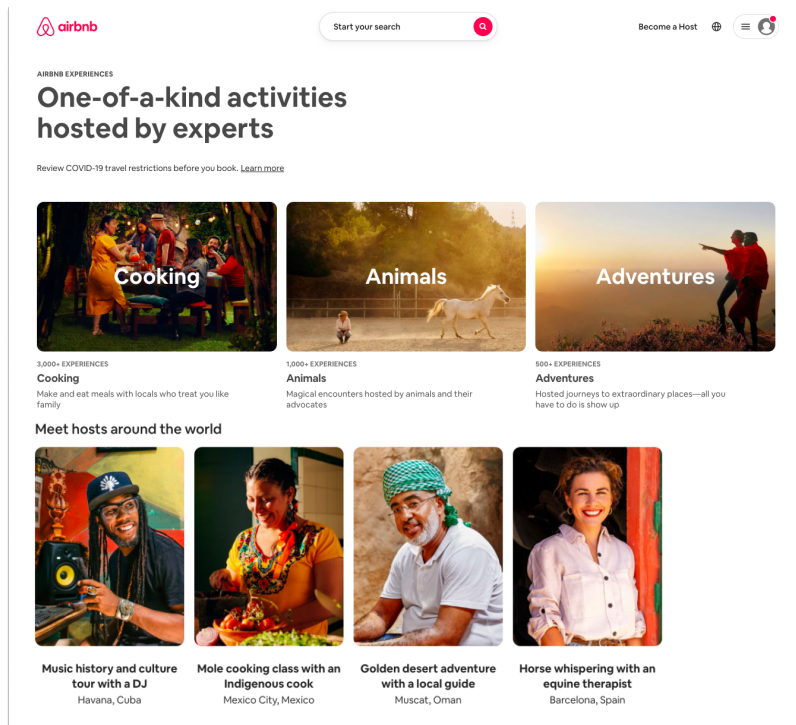 airbnb
Start your search
Become a Host
AIRBNB EXPERIENCES
One-of-a-kind activities
hosted by experts
Review COVID-19 travel restrictions before you book. Learn more
Cooking
Animals
Adventures
3,000+ EXPERIENCES
Cooking
Make and eat meals with locals who treat you like
family
1,000+ EXPERIENCES
Animals
Magical encounters hosted by animals and their
advocates
500+ EXPERIENCES
Adventures
Hosted journeys to extraordinary places—all you
have to do is show up
Meet hosts around the world
Music history and culture
tour with a DJ
Havana, Cuba
Mole cooking class with an
Indigenous cook
Mexico City, Mexico
Golden desert adventure
with a local guide
Muscat, Oman
Horse whispering with an
equine therapist
Barcelona, Spain